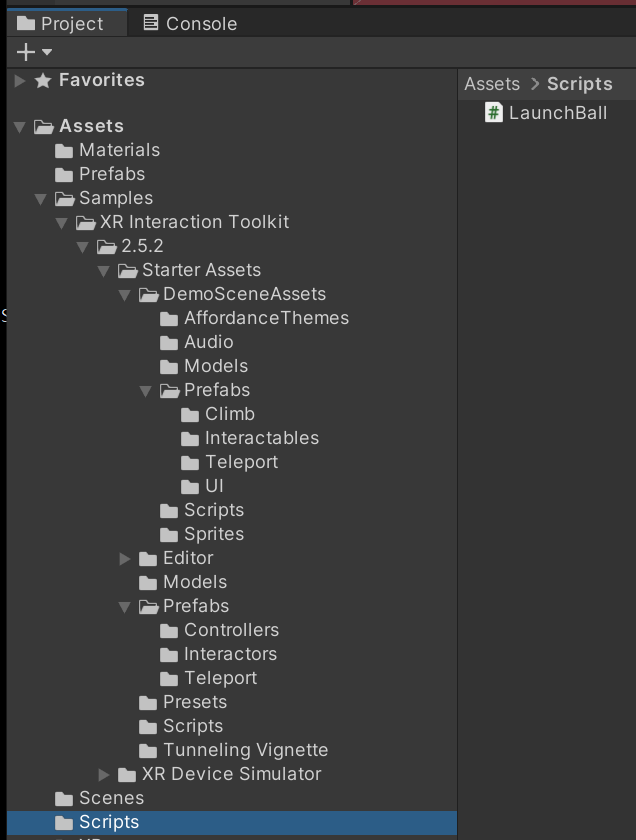 Project
Console
Favorites
Assets
Materials
Prefabs
Samples
XR Interaction Toolkit
2.5.2
Starter Assets
DemoSceneAssets
AffordanceThemes
Audio
Models
Prefabs
Climb
Interactables
Teleport
UI
Scripts
Sprites
Editor
Models
Prefabs
Controllers
Interactors
Teleport
Presets
Scripts
Tunneling Vignette
XR Device Simulator
Scenes
Scripts
Assets > Scripts
# LaunchBall